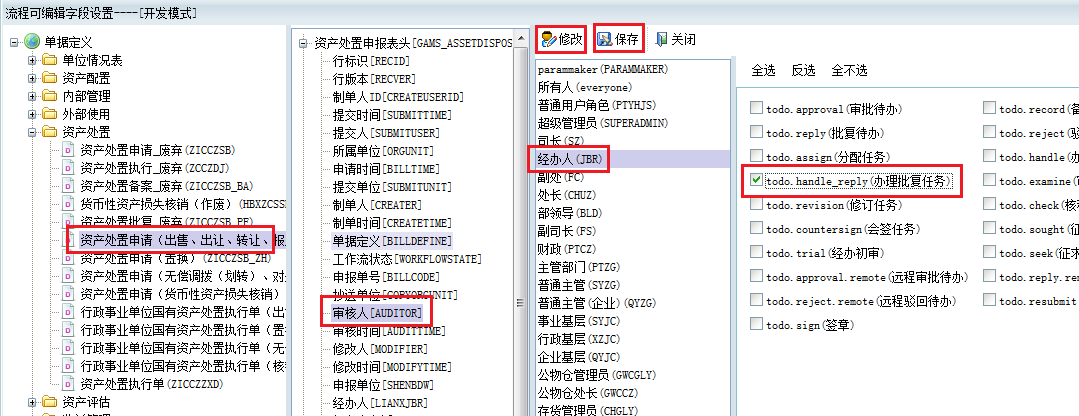 流程可编辑字段设置----[开发模式]
单据定义
单位情况表
资产配置
内部管理
外部使用
资产处置
资产处置申请_废弃(ZICCZSB)
资产处置执行_废弃(ZCCZDJ)
资产处置备案_废弃(ZICCZSB_BA)
货币性资产损失核销（作废）(HBXZCSS
资产处置批复_废弃(ZICCZSB_PF)
资产处置申请（出售、出让、转让、报
资产处置申请（置换）(ZICCZSB_ZH)
资产处置申请（无偿调拨（划转）、对
资产处置申请（货币性资产损失核销）(
行政事业单位国有资产处置执行单（出
行政事业单位国有资产处置执行单（置
行政事业单位国有资产处置执行单（无
行政事业单位国有资产处置执行单（核
资产处置执行单(ZICCZZXD)
资产评估
资产处置申报表头[GAMS_ASSETDISPOS
行标识[RECID]
行版本[RECVER]
制单人ID[CREATEUSERID]
提交时间[SUBMITTIME]
提交人[SUBMITUSER]
所属单位[ORGUNIT]
申请时间[BILLTIME]
提交单位[SUBMITUNIT]
制单人[CREATER]
制单时间[CREATETIME]
单据定义[BILLDEFINE]
工作流状态[WORKFLOWSTATE]
申报单号[BILLCODE]
抄送单位[COPYORGUNIT]
审核人[AUDITOR]
审核时间[AUDITTIME]
修改人[MODIFIER]
修改时间[MODIFYTIME]
申报单位[SHENBDW]
经办人[LIANXJBR]
修改
保存
关闭
parammaker(PARAMMAKER)
所有人(everyone)
普通用户角色(PTYHJS)
超级管理员(SUPERADMIN)
司长(SZ)
经办人(JBR)
副处(FC)
处长(CHUZ)
部领导(BLD)
副司长(FS)
财政(PTCZ)
主管部门(PTZG)
普通主管(SYZG)
普通主管(企业)(QYZG)
事业基层(SYJC)
行政基层(XZJC)
企业基层(QYJC)
公物仓管理员(GWCGLY)
公物仓处长(GWCCZ)
存货管理员(CHGLY)
全选 反选 全不选
todo.approval(审批待办)
todo.record(备
todo.reply(批复待办)
todo.reject(驳
todo.assign(分配任务)
todo.handle(办
todo.handle_reply(办理批复任务)
todo.examine(
todo.revision(修订任务)
todo.check(核
todo.countersign(会签任务)
todo.sought(征
todo.trial(经办初审)
todo.seek(征求
todo.approval.remote(远程审批待办)
todo.reply.rem
todo.reject.remote(远程驳回待办)
todo.resubmit
todo.sign(签章)